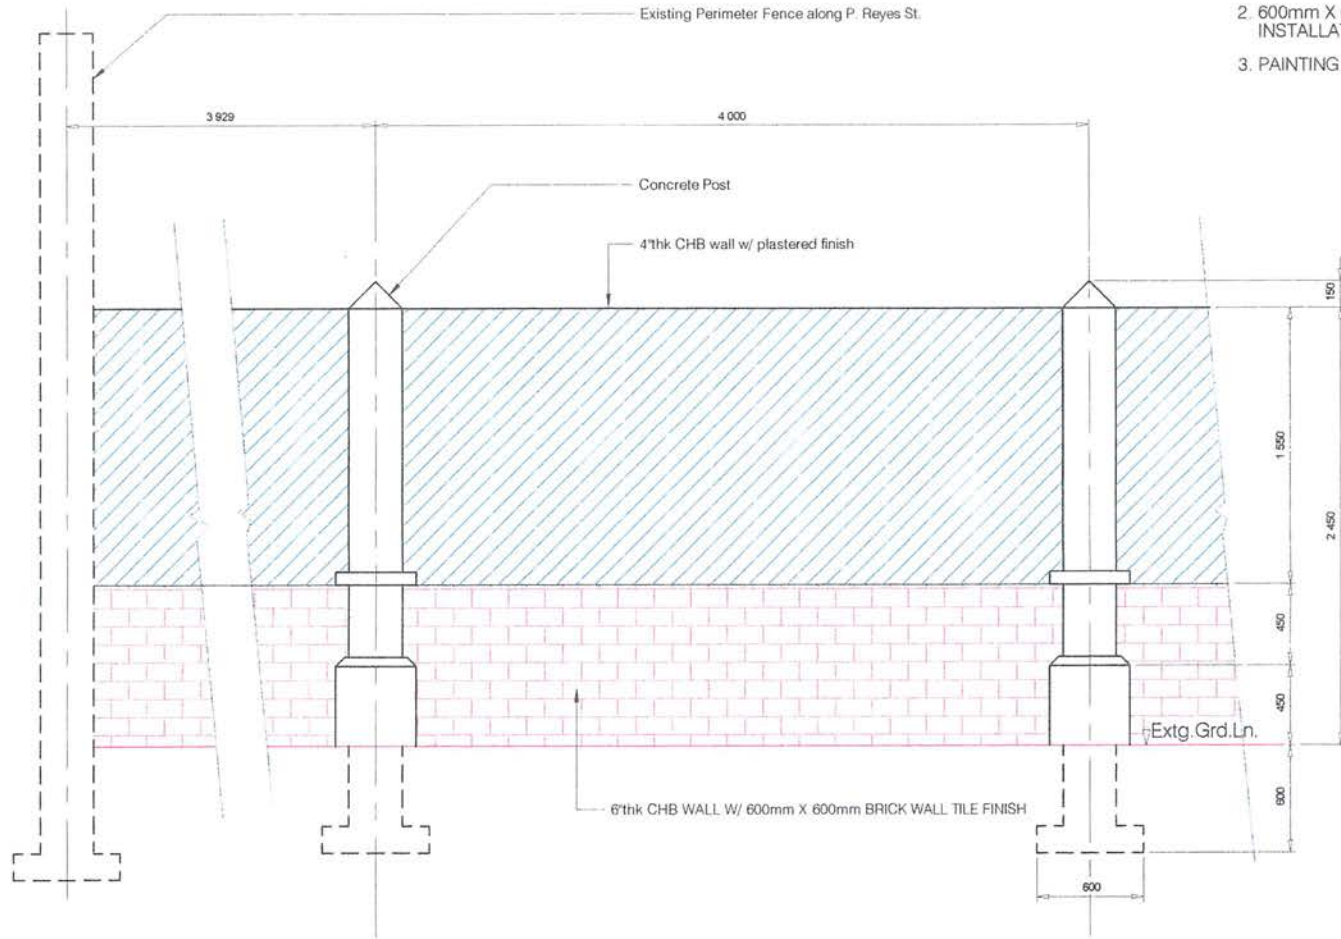 Existing Perimeter Fence along P. Reyes St.
2. 600mm X
INSTALLA
3. PAINTING
3 929
4 000
Concrete Post
4"thk CHB wall w/ plastered finish
150
1 550
2 450
450
450
Extg.Grd.Ln.
600
6"thk CHB WALL W/ 600mm X 600mm BRICK WALL TILE FINISH
600